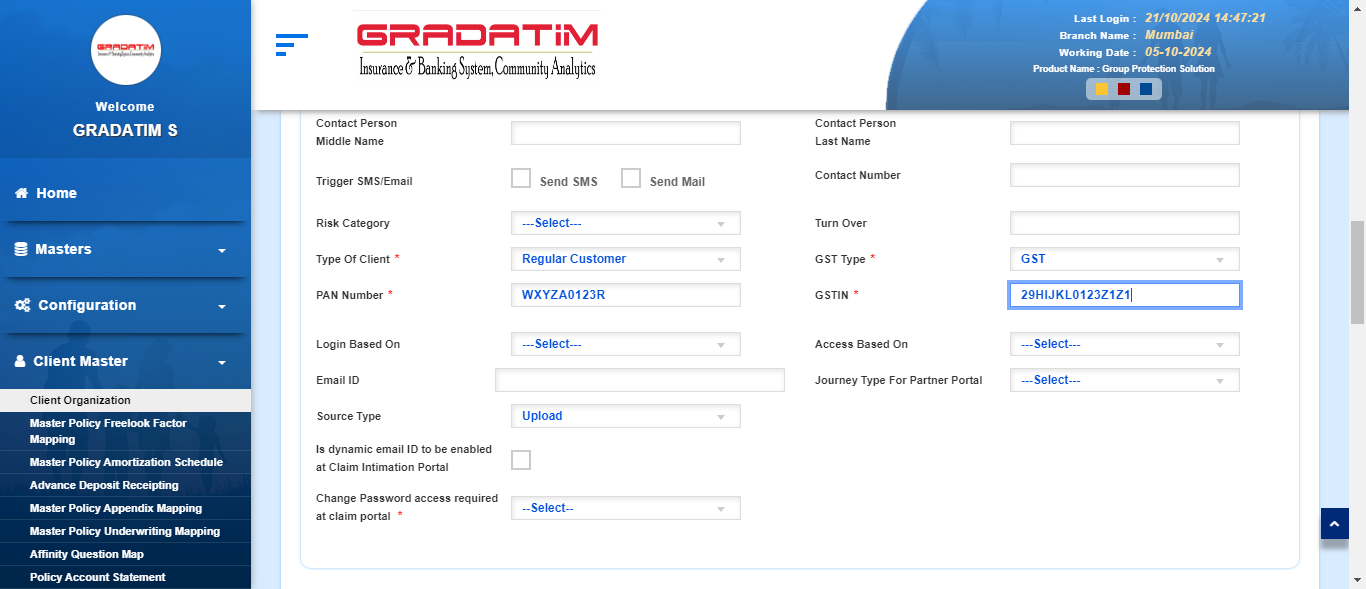 GRADATIM
Insurance & Banking System, Community Analytics
Welcome
GRADATIM S
Home
Masters
Configuration
Client Master
Client Organization
Master Policy Freelook Factor
Mapping
Master Policy Amortization Schedule
Advance Deposit Receipting
Master Policy Appendix Mapping
Master Policy Underwriting Mapping
Affinity Question Map
Policy Account Statement
GRADATIM
Insurance & Banking System, Community Analytics
Last Login : 21/10/2024 14:47:21
Branch Name : Mumbai
Working Date : 05-10-2024
Product Name : Group Protection Solution
Contact Person
Middle Name
Contact Person
Last Name
Trigger SMS/Email Send SMS Send Mail
Contact Number
Risk Category ---Select---
Turn Over
Type Of Client * Regular Customer
GST Type * GST
PAN Number * WXYZA0123R
GSTIN * 29HIJKL0123Z1Z1
Login Based On ---Select---
Access Based On ---Select---
Email ID
Journey Type For Partner Portal ---Select---
Source Type Upload
Is dynamic email ID to be enabled
at Claim Intimation Portal
Change Password access required
at claim portal * --Select--